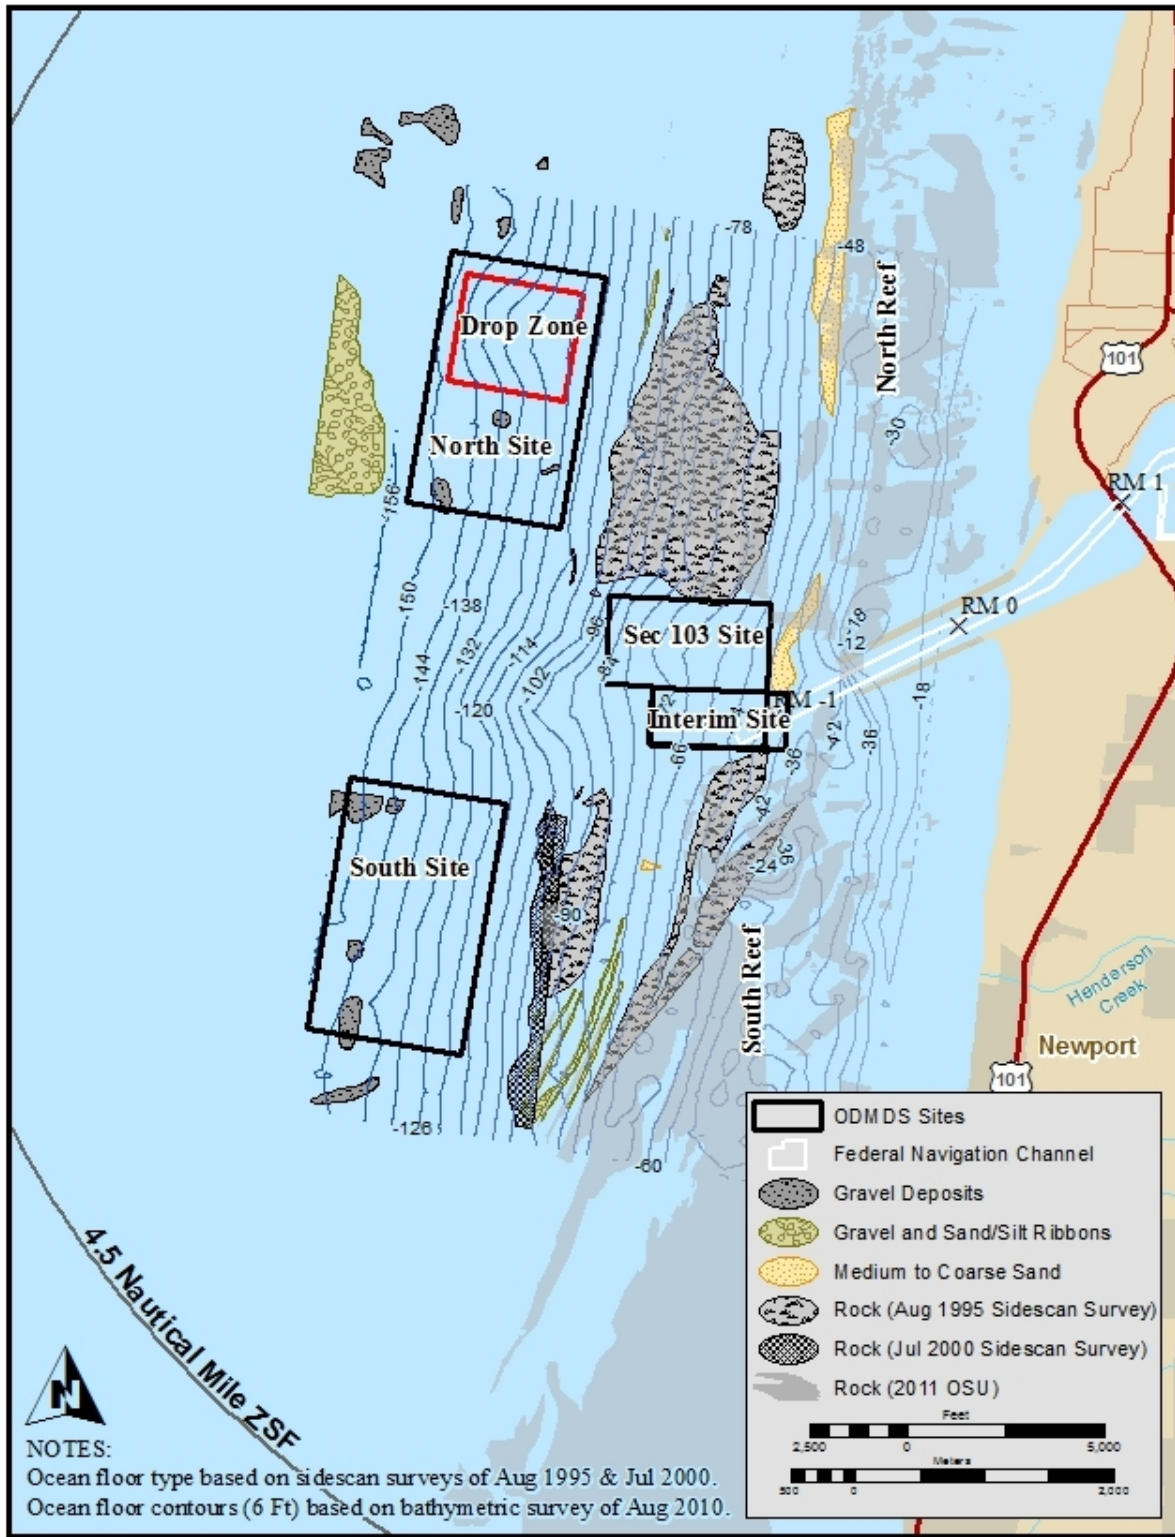 -78
-48
North Reef
Drop Zone
101
-30
North Site
RM 1
-156
-150
-138
RM 0
-96
Sec 103 Site
-18
-12
-132
-114
-144
-102
-84
-18
-120
RM -1
Interim Site
-42
-36
-66
-36
-42
South Site
-36
-24
-90
South Reef
Henderson
Creek
Newport
101
-126
-60
4.5 Nautical Mile ZSF
N
ODMDS Sites
Federal Navigation Channel
Gravel Deposits
Gravel and Sand/Silt Ribbons
Medium to Coarse Sand
Rock (Aug 1995 Sidescan Survey)
Rock (Jul 2000 Sidescan Survey)
Rock (2011 OSU)
Feet
2,500 0 5,000
Meters
500 0 2,000
NOTES:
Ocean floor type based on sidescan surveys of Aug 1995 & Jul 2000.
Ocean floor contours (6 Ft) based on bathymetric survey of Aug 2010.